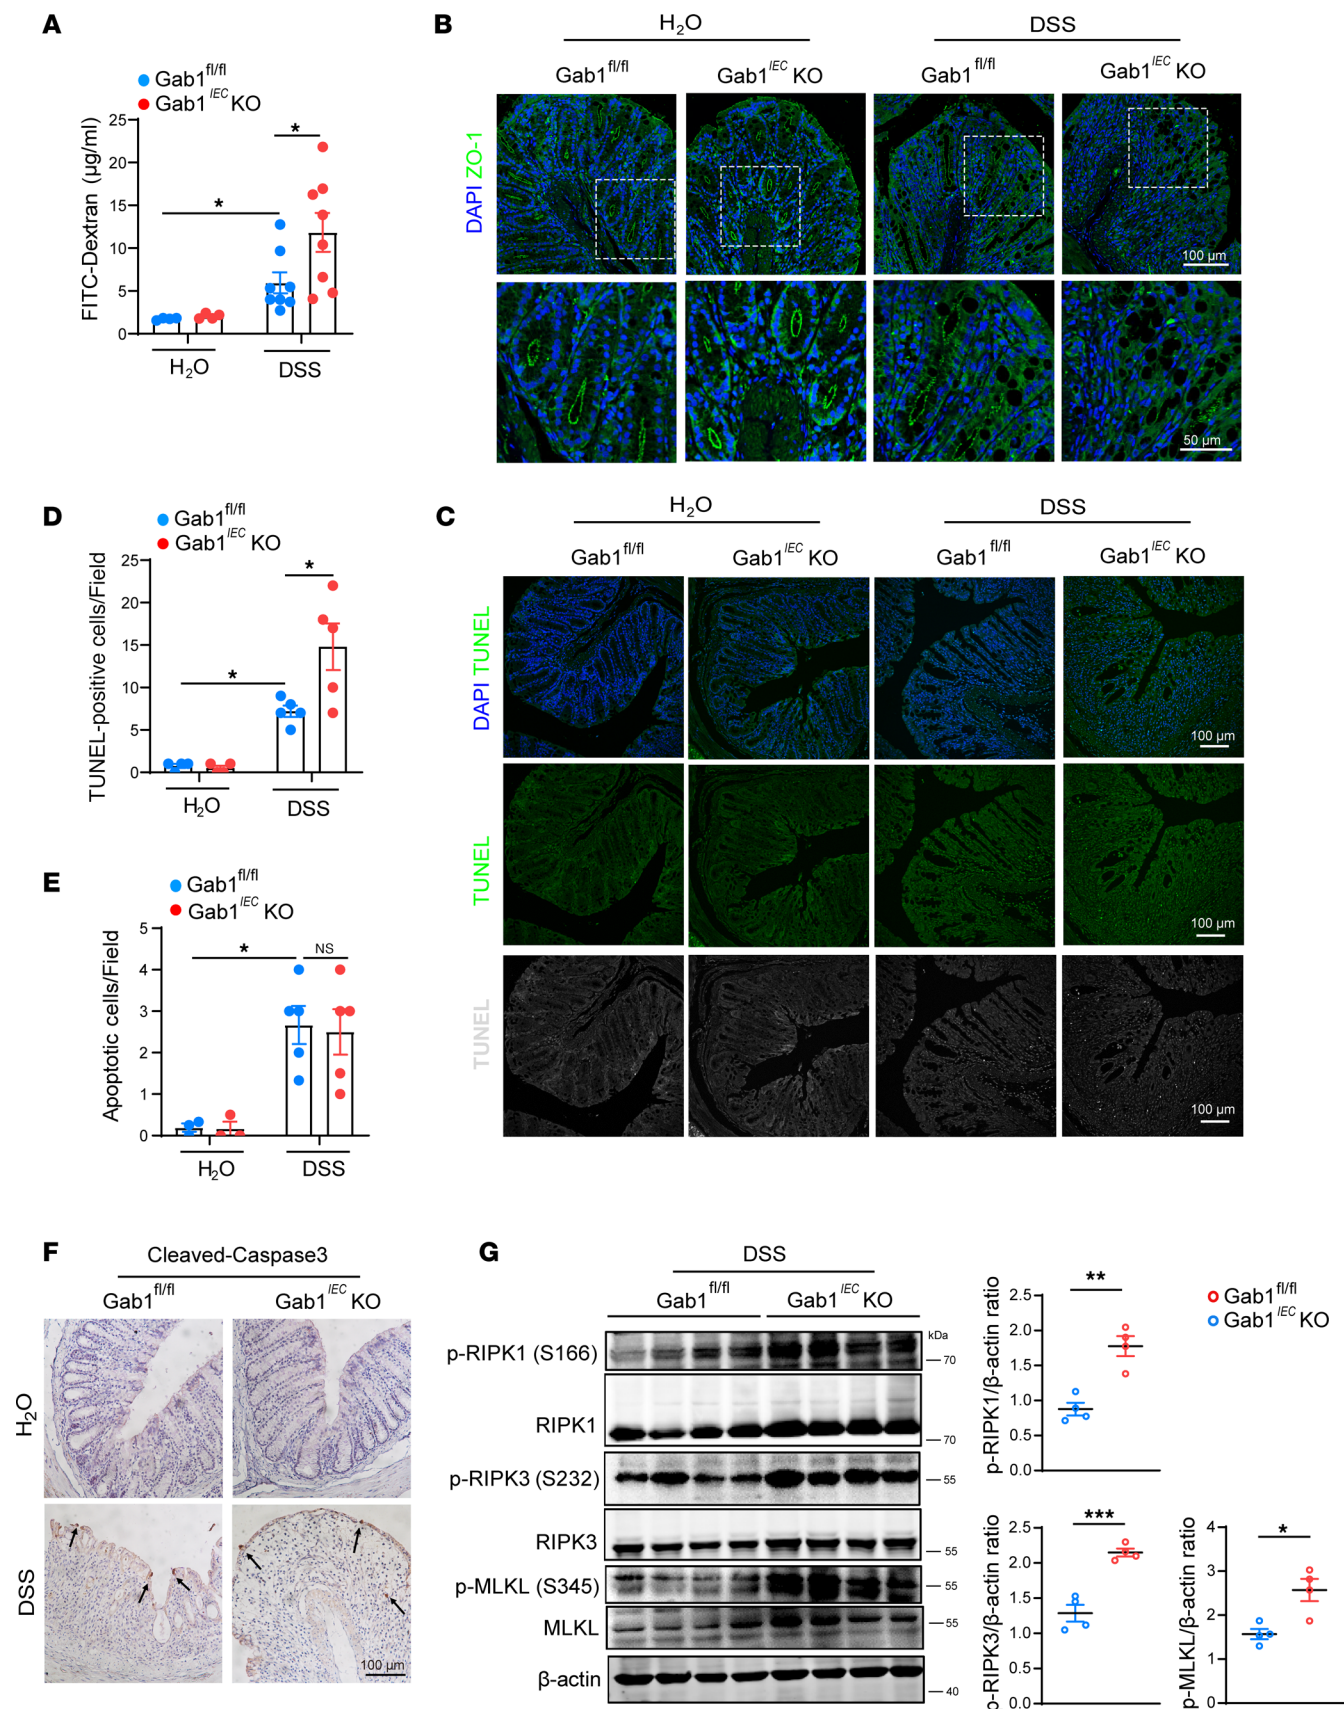 A
Gab1fl/fl
Gab1IEC KO
FITC-Dextran (µg/ml)
25
20
15
10
5
0
*
*
H2O
DSS
B
H2O
DSS
Gab1fl/fl
Gab1IEC KO
Gab1fl/fl
Gab1IEC KO
DAPI ZO-1
100 µm
50 µm
D
Gab1fl/fl
Gab1IEC KO
TUNEL-positive cells/Field
25
20
15
10
5
0
*
*
H2O
DSS
C
H2O
DSS
Gab1fl/fl
Gab1IEC KO
Gab1fl/fl
Gab1IEC KO
DAPI TUNEL
100 µm
TUNEL
100 µm
TUNEL
100 µm
E
Gab1fl/fl
Gab1IEC KO
Apoptotic cells/Field
5
4
3
2
1
0
*
NS
H2O
DSS
F
Cleaved-Caspase3
Gab1fl/fl
Gab1IEC KO
H2O
DSS
100 µm
G
DSS
Gab1fl/fl
Gab1IEC KO
kDa
p-RIPK1 (S166)
70
RIPK1
70
p-RIPK3 (S232)
55
RIPK3
55
p-MLKL (S345)
55
MLKL
55
β-actin
40
p-RIPK1/β-actin ratio
2.5
2.0
1.5
1.0
0.5
0.0
**
Gab1fl/fl
Gab1IEC KO
p-RIPK3/β-actin ratio
2.5
2.0
1.5
1.0
0.5
0.0
***
p-MLKL/β-actin ratio
4
3
2
1
0
*